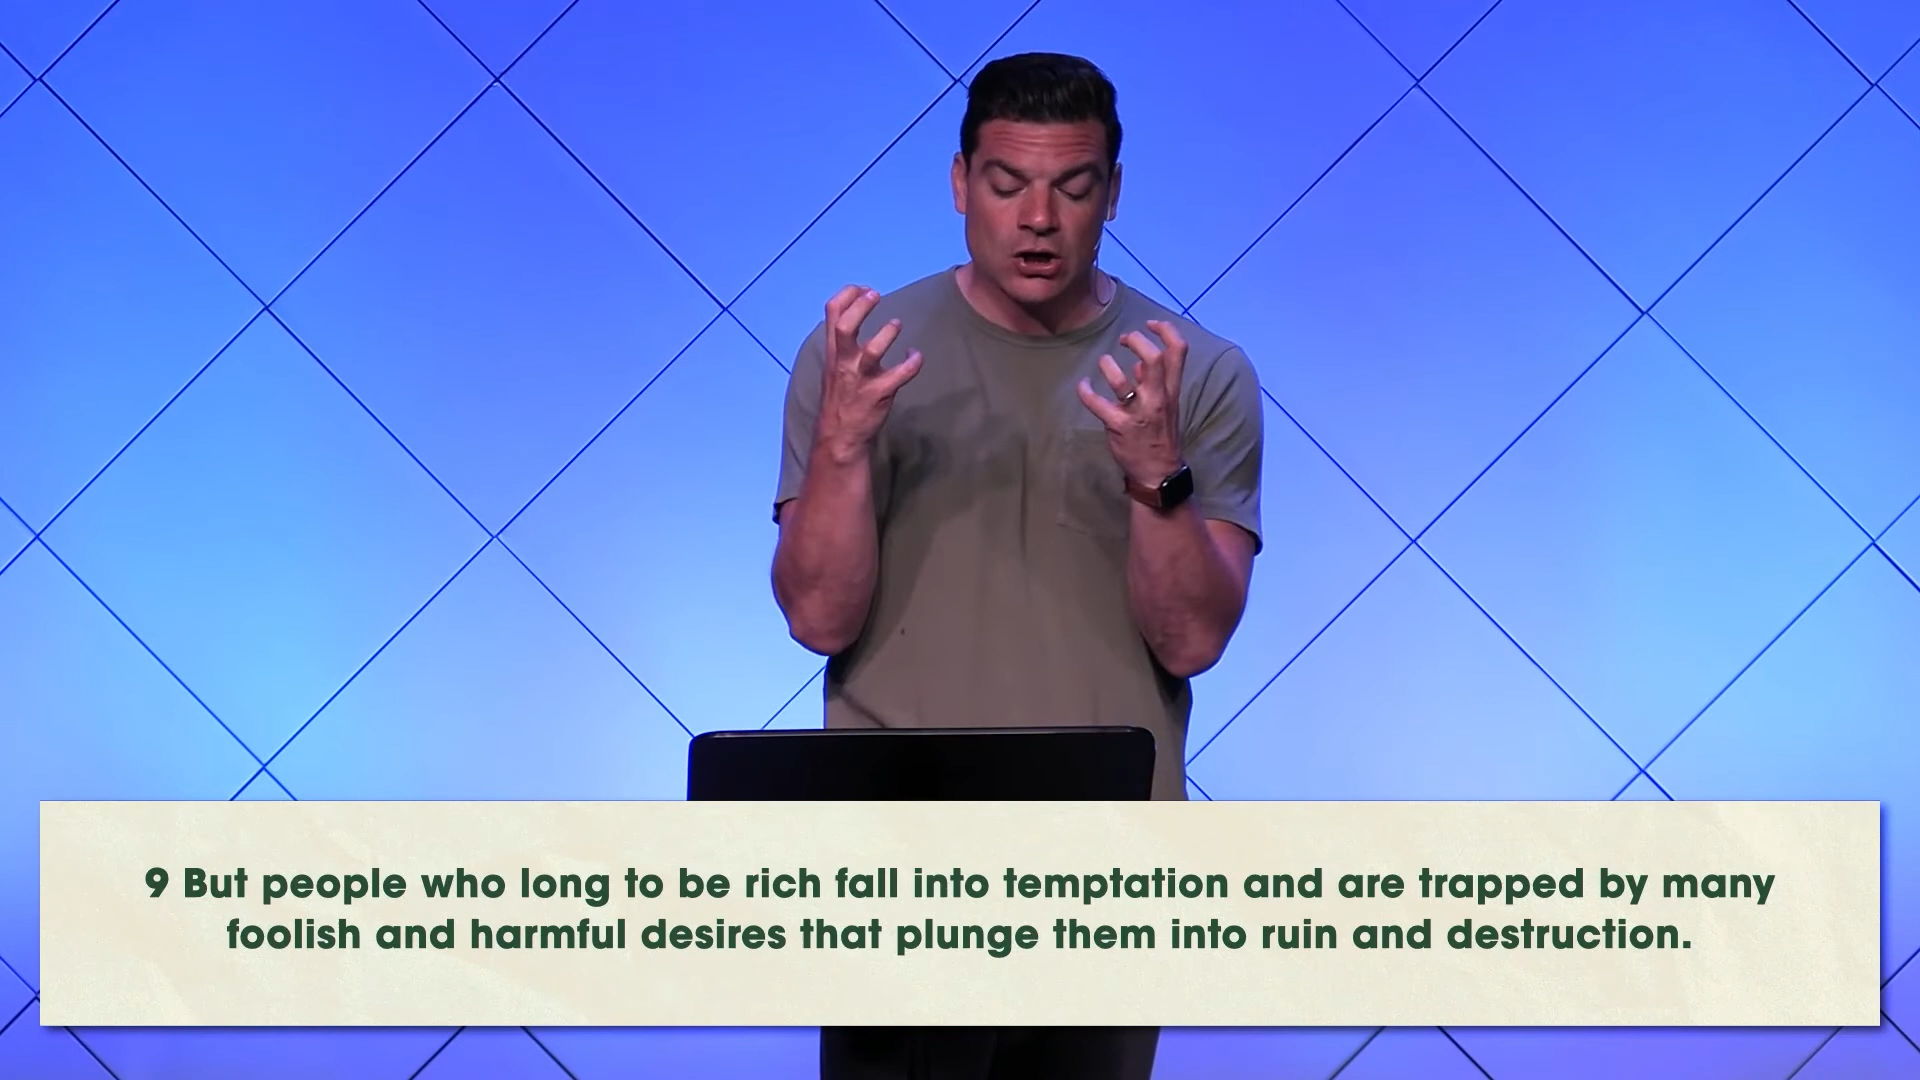 9 But people who long to be rich fall into temptation and are trapped by many
foolish and harmful desires that plunge them into ruin and destruction.